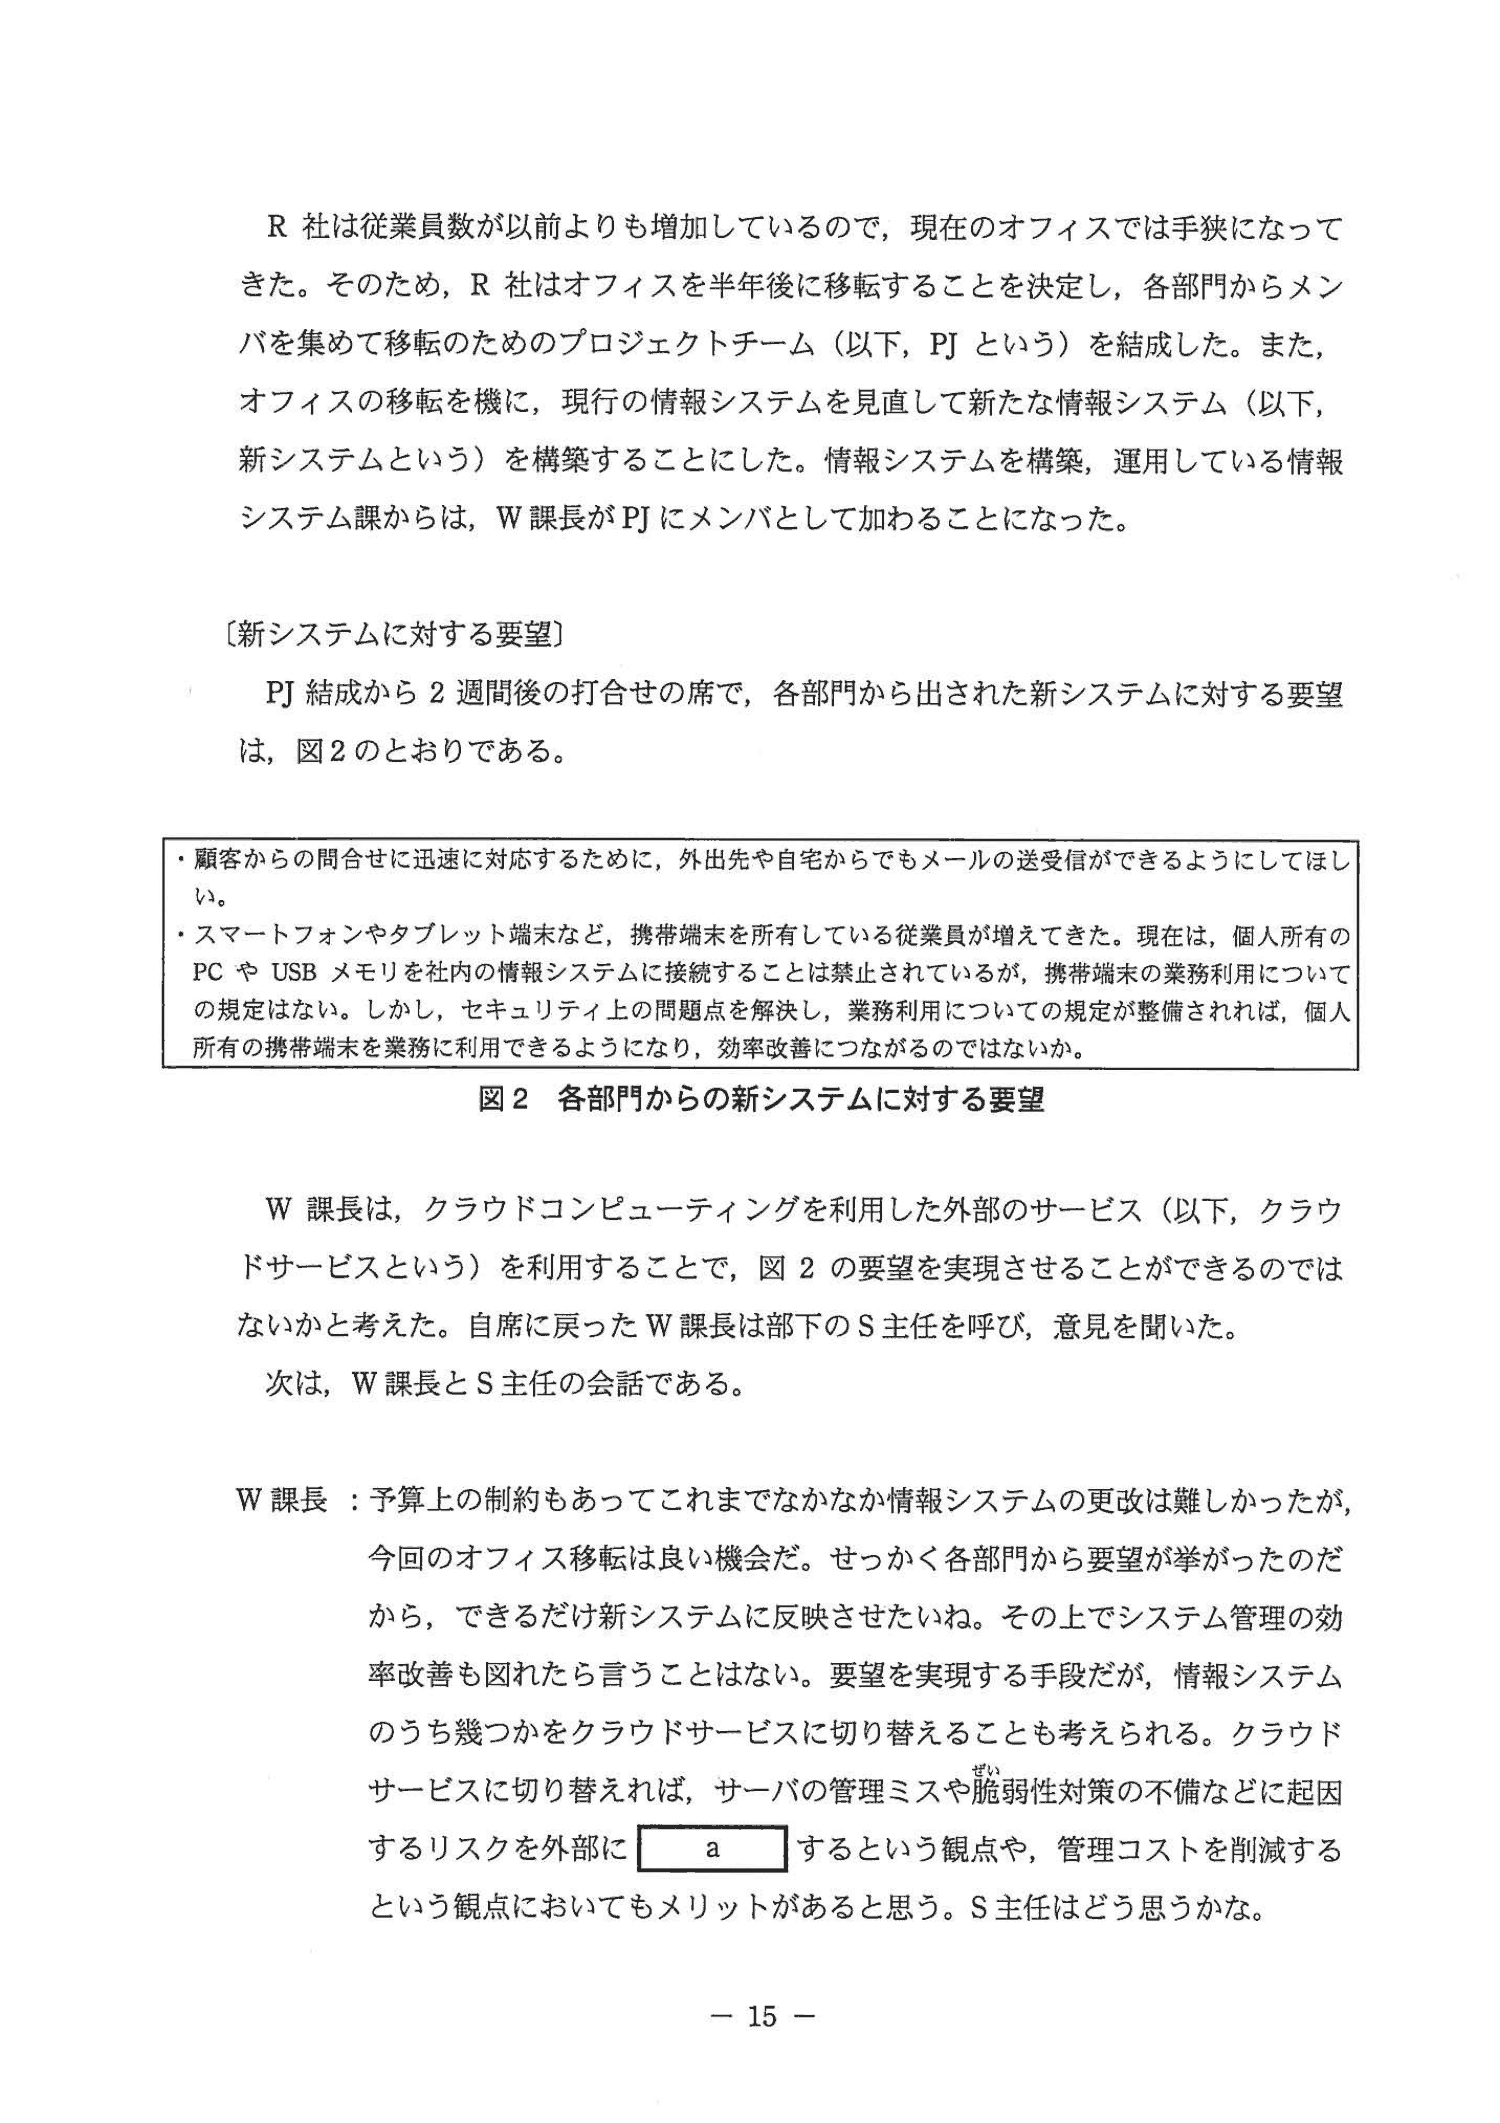 R 社は従業員数が以前よりも増加しているので，現在のオフィスでは手狭になって
きた。そのため，R 社はオフィスを半年後に移転することを決定し，各部門からメン
バを集めて移転のためのプロジェクトチーム（以下，PJ という）を結成した。また，
オフィスの移転を機に，現行の情報システムを見直して新たな情報システム（以下，
新システムという）を構築することにした。情報システムを構築，運用している情報
システム課からは，W 課長が PJ にメンバとして加わることになった。
〔新システムに対する要望〕
PJ 結成から 2 週間後の打合せの席で，各部門から出された新システムに対する要望
は，図 2 のとおりである。
・顧客からの問合せに迅速に対応するために，外出先や自宅からでもメールの送受信ができるようにしてほし
い。
・スマートフォンやタブレット端末など，携帯端末を所有している従業員が増えてきた。現在は，個人所有の
PC や USB メモリを社内の情報システムに接続することは禁止されているが，携帯端末の業務利用について
の規定はない。しかし，セキュリティ上の問題点を解決し，業務利用についての規定が整備されれば，個人
所有の携帯端末を業務に利用できるようになり，効率改善につながるのではないか。
図 2　各部門からの新システムに対する要望
W 課長は，クラウドコンピューティングを利用した外部のサービス（以下，クラウ
ドサービスという）を利用することで，図 2 の要望を実現させることができるのでは
ないかと考えた。自席に戻った W 課長は部下の S 主任を呼び，意見を聞いた。
次は，W 課長と S 主任の会話である。
W 課長　：予算上の制約もあってこれまでなかなか情報システムの更改は難しかったが，
今回のオフィス移転は良い機会だ。せっかく各部門から要望が挙がったのだ
から，できるだけ新システムに反映させたいね。その上でシステム管理の効
率改善も図れたら言うことはない。要望を実現する手段だが，情報システム
のうち幾つかをクラウドサービスに切り替えることも考えられる。クラウド
ぜい
サービスに切り替えれば，サーバの管理ミスや脆弱性対策の不備などに起因
するリスクを外部に a するという観点や，管理コストを削減する
という観点においてもメリットがあると思う。S 主任はどう思うかな。
－ 15 －